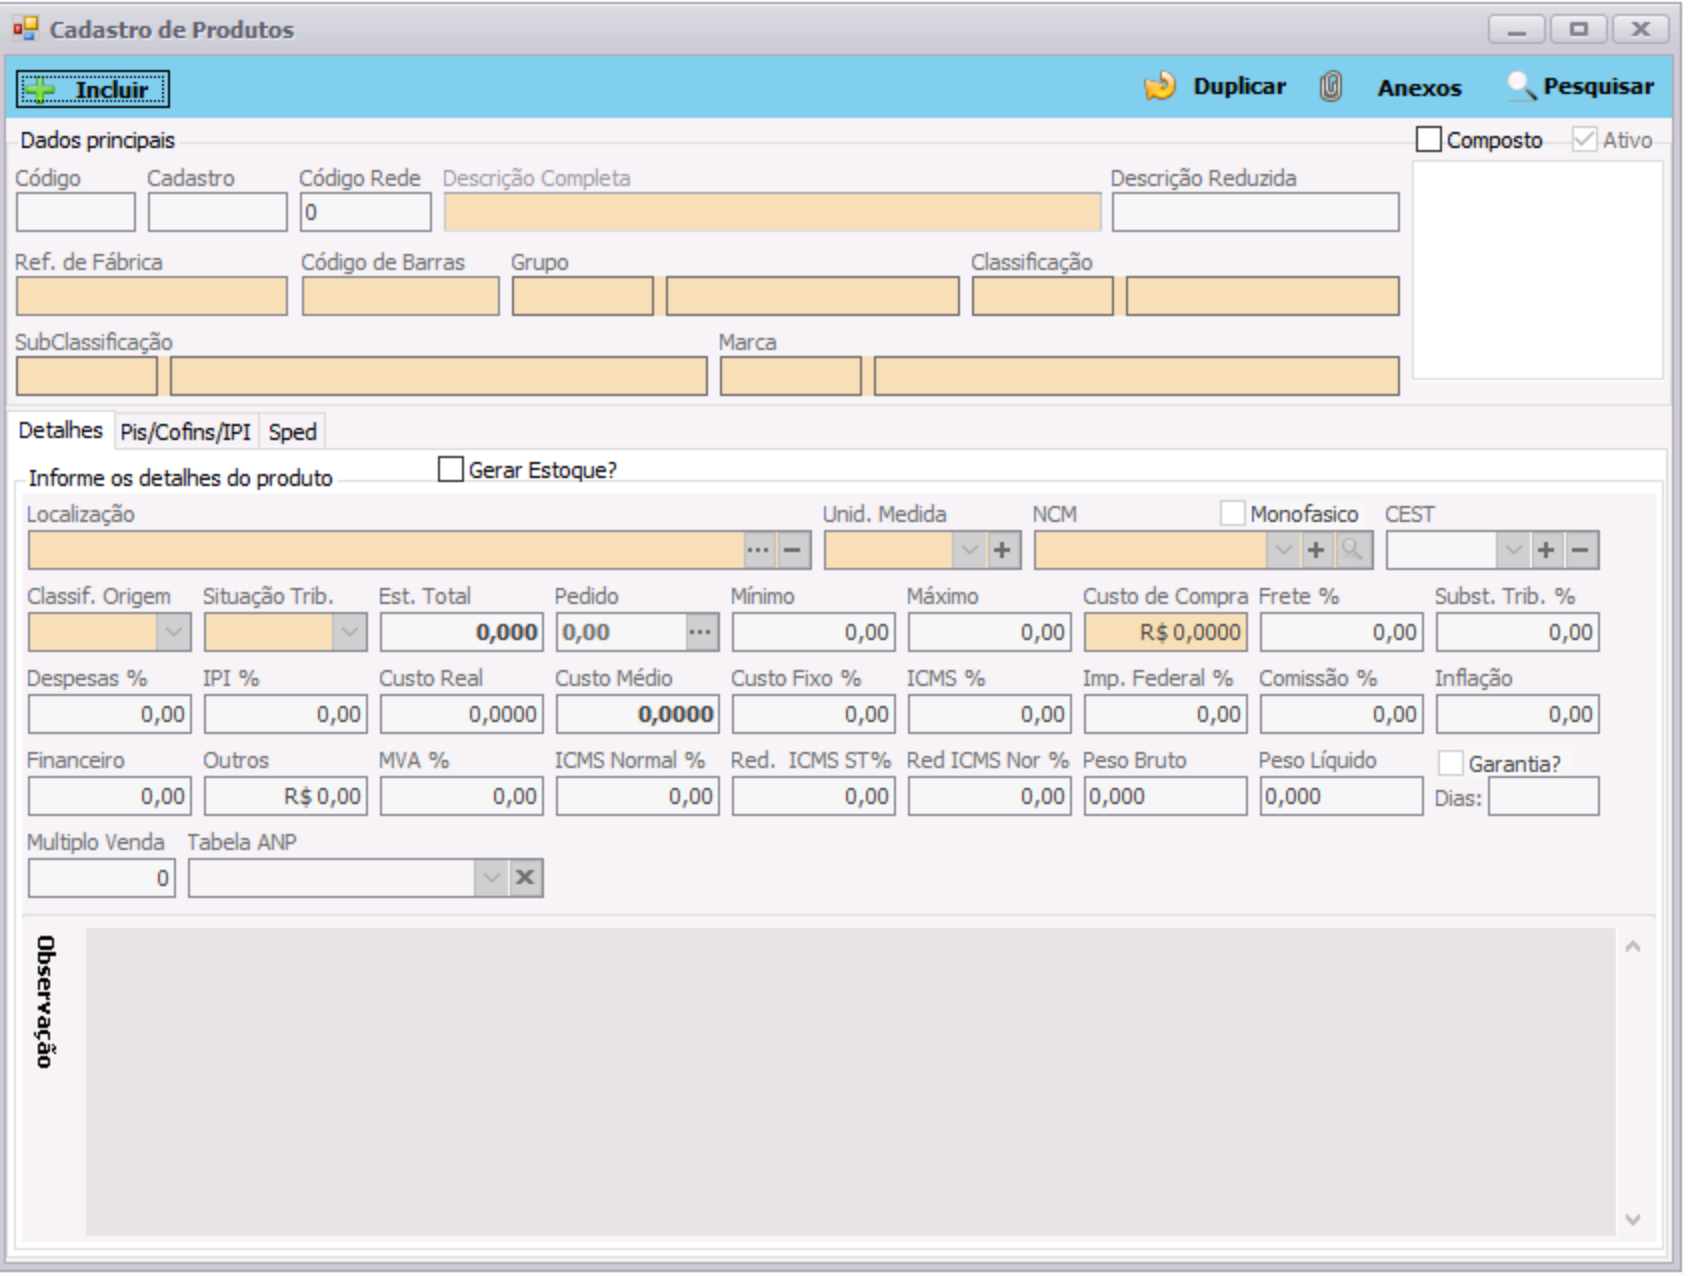 Cadastro de Produtos
Incluir Duplicar Anexos Pesquisar
Dados principais Composto Ativo
Código Cadastro Código Rede Descrição Completa Descrição Reduzida
0
Ref. de Fábrica Código de Barras Grupo Classificação
SubClassificação Marca
Detalhes Pis/Cofins/IPI Sped
Informe os detalhes do produto Gerar Estoque?
Localização Unid. Medida NCM Monofasico CEST
Classif. Origem Situação Trib. Est. Total Pedido Mínimo Máximo Custo de Compra Frete % Subst. Trib. %
0,000 0,00 0,00 0,00 R$ 0,0000 0,00 0,00
Despesas % IPI % Custo Real Custo Médio Custo Fixo % ICMS % Imp. Federal % Comissão % Inflação
0,00 0,00 0,0000 0,0000 0,00 0,00 0,00 0,00 0,00
Financeiro Outros MVA % ICMS Normal % Red. ICMS ST% Red ICMS Nor % Peso Bruto Peso Líquido Garantia?
0,00 R$ 0,00 0,00 0,00 0,00 0,00 0,000 0,000 Dias:
Multiplo Venda Tabela ANP
0
Observação